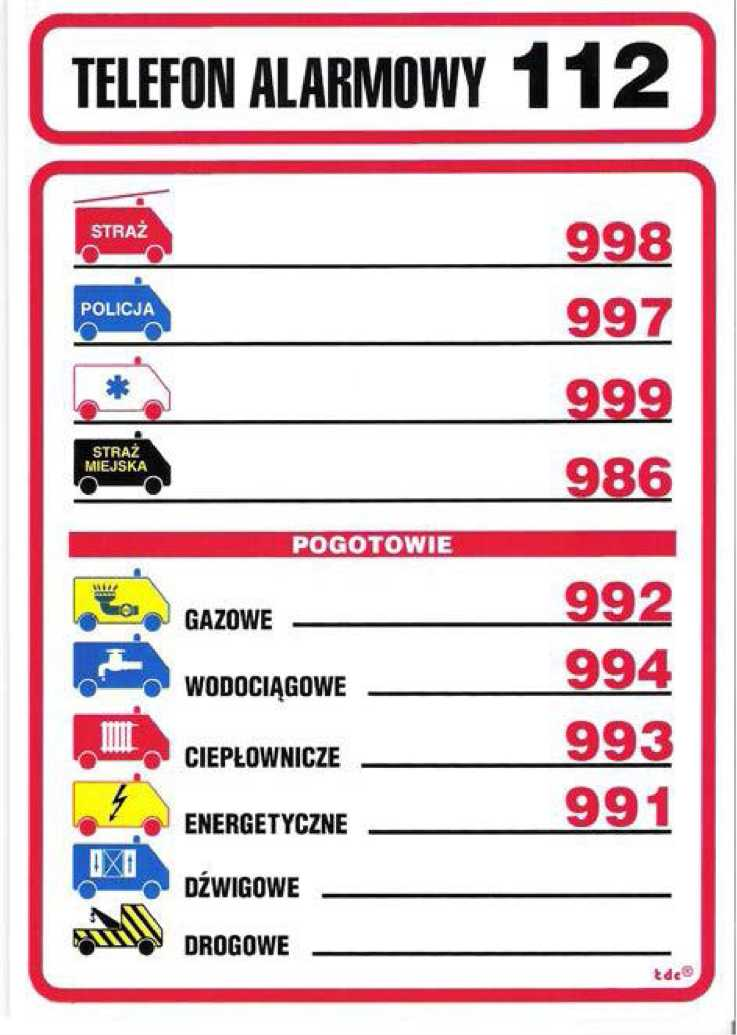 TELEFON ALARMOWY 112
STRAŻ 998
POLICJA 997
999
STRAŻ
MIEJSKA 986
POGOTOWIE
GAZOWE 992
WODOCIĄGOWE 994
CIEPŁOWNICZE 993
ENERGETYCZNE 991
DŹWIGOWE
DROGOWE
tdc®